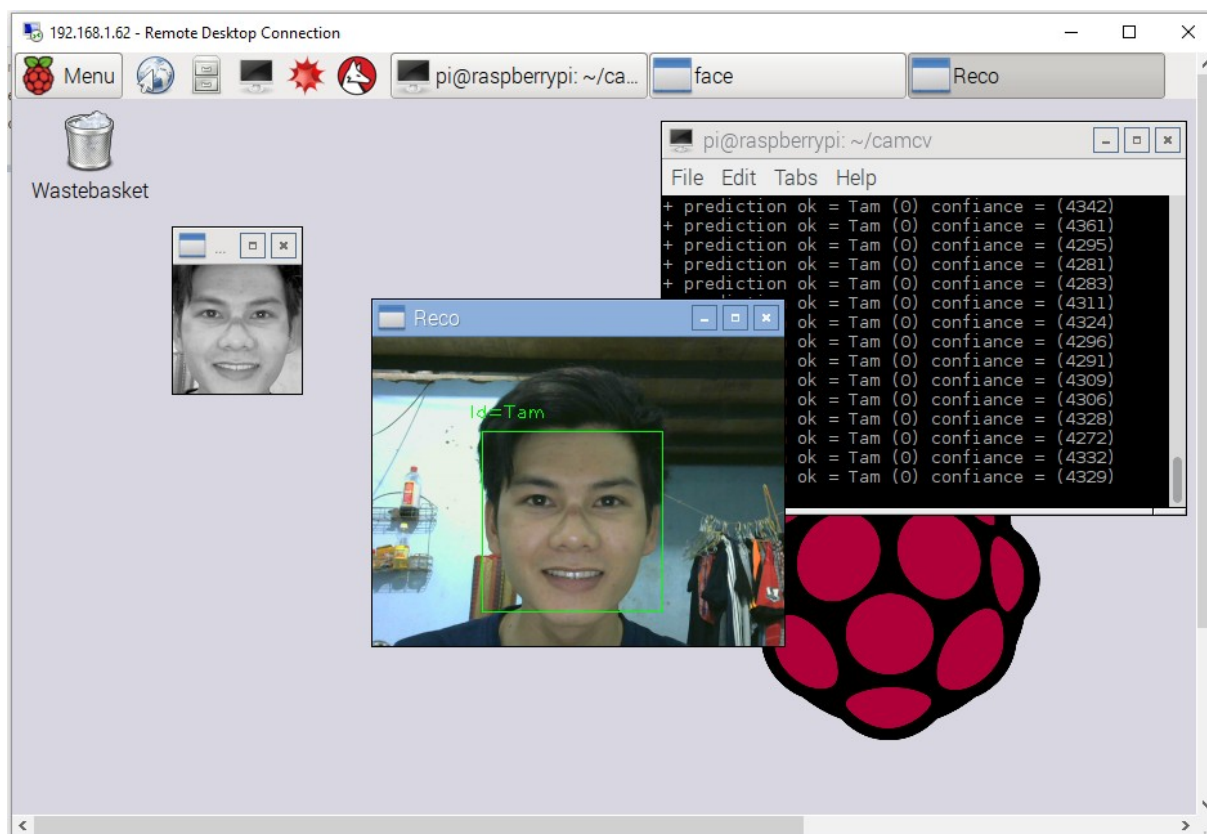 192.168.1.62 - Remote Desktop Connection
Menu
pi@raspberrypi: ~/ca...
face
Reco
Wastebasket
pi@raspberrypi: ~/camcv
File Edit Tabs Help
+ prediction ok = Tam (0) confiance = (4342)
+ prediction ok = Tam (0) confiance = (4361)
+ prediction ok = Tam (0) confiance = (4295)
+ prediction ok = Tam (0) confiance = (4281)
+ prediction ok = Tam (0) confiance = (4283)
ok = Tam (0) confiance = (4311)
ok = Tam (0) confiance = (4324)
ok = Tam (0) confiance = (4296)
ok = Tam (0) confiance = (4291)
ok = Tam (0) confiance = (4309)
ok = Tam (0) confiance = (4306)
ok = Tam (0) confiance = (4328)
ok = Tam (0) confiance = (4272)
ok = Tam (0) confiance = (4332)
ok = Tam (0) confiance = (4329)
...
Reco
Id=Tam